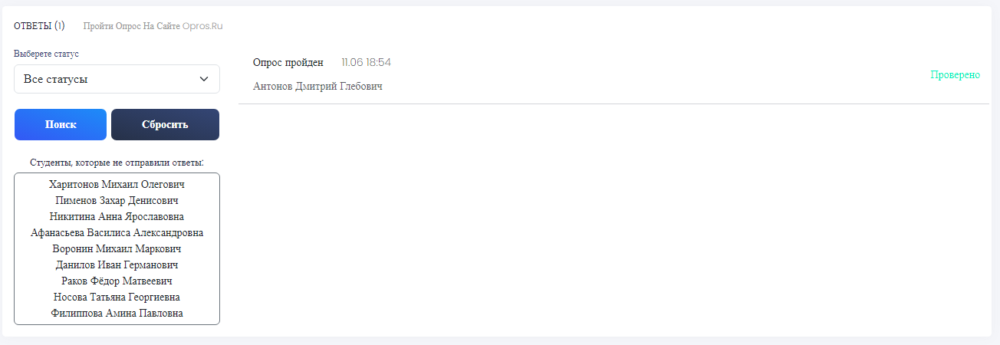 ОТВЕТЫ (1) Пройти Опрос На Сайте Opros.Ru
Выберете статус
Все статусы
Поиск Сбросить
Студенты, которые не отправили ответы:
Харитонов Михаил Олегович
Пименов Захар Денисович
Никитина Анна Ярославовна
Афанасьева Василиса Александровна
Воронин Михаил Маркович
Данилов Иван Германович
Раков Фёдор Матвеевич
Носова Татьяна Георгиевна
Филиппова Амина Павловна
Опрос пройден 11.06 18:54
Антонов Дмитрий Глебович
Проверено